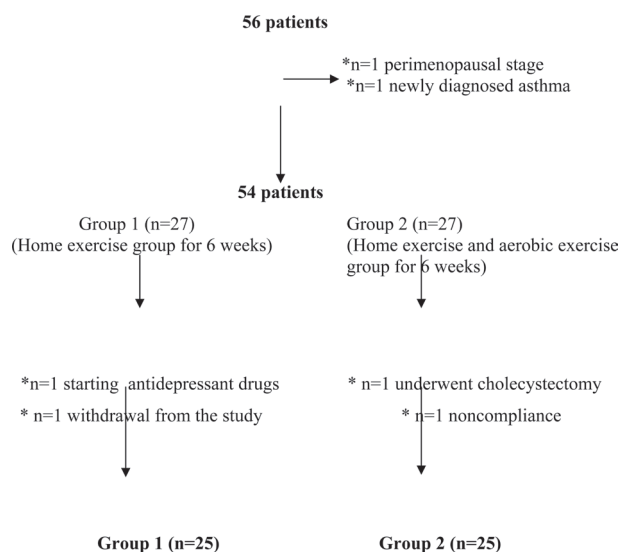 56 patients
*n=1 perimenopausal stage
*n=1 newly diagnosed asthma
54 patients
Group 1 (n=27)
(Home exercise group for 6 weeks)
Group 2 (n=27)
(Home exercise and aerobic exercise
group for 6 weeks)
*n=1 starting antidepressant drugs
* n=1 withdrawal from the study
* n=1 underwent cholecystectomy
* n=1 noncompliance
Group 1 (n=25)
Group 2 (n=25)